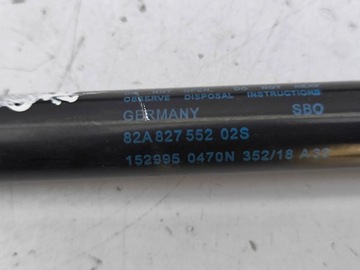 OBSERVE DISPOSAL INSTRUCTIONS
GERMANY SBO
82A 827 552 02S
152995 0470N 352/18 A